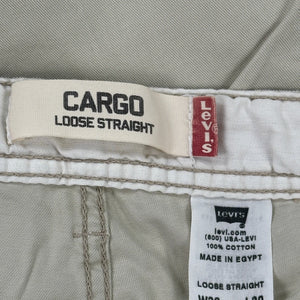 CARGO
LOOSE STRAIGHT
Levi's
Levi's
levi.com
(800) USA-LEVI
100% COTTON
MADE IN EGYPT
LOOSE STRAIGHT